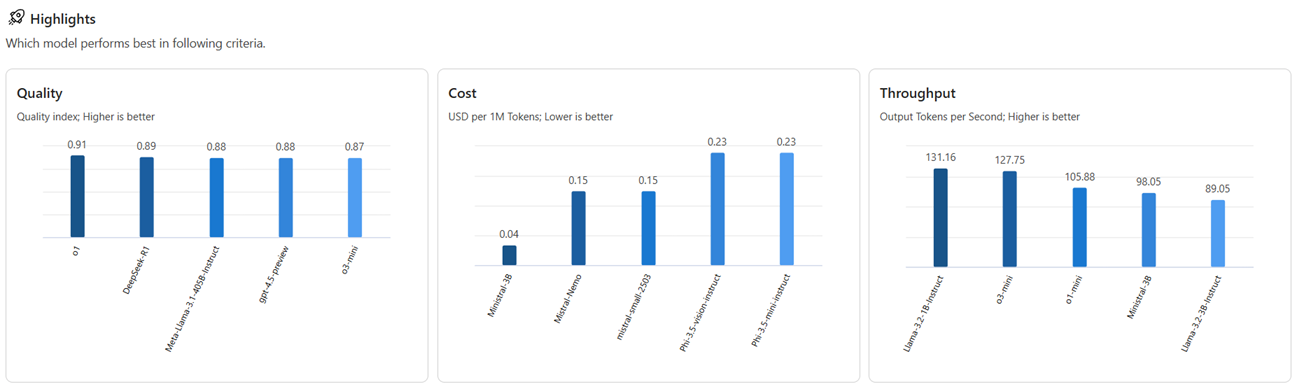 Highlights
Which model performs best in following criteria.
Quality
Quality index; Higher is better
0.91
0.89
0.88
0.88
0.87
o1
DeepSeek-R1
Meta-Llama-3.1-405B-Instruct
gpt-4.5-preview
o3-mini
Cost
USD per 1M Tokens; Lower is better
0.04
0.15
0.15
0.23
0.23
Ministral-3B
Mistral-Nemo
mistral-small-2503
Phi-3.5-vision-instruct
Phi-3.5-mini-instruct
Throughput
Output Tokens per Second; Higher is better
131.16
127.75
105.88
98.05
89.05
Llama-3.2-1B-Instruct
o3-mini
o1-mini
Ministral-3B
Llama-3.2-3B-Instruct